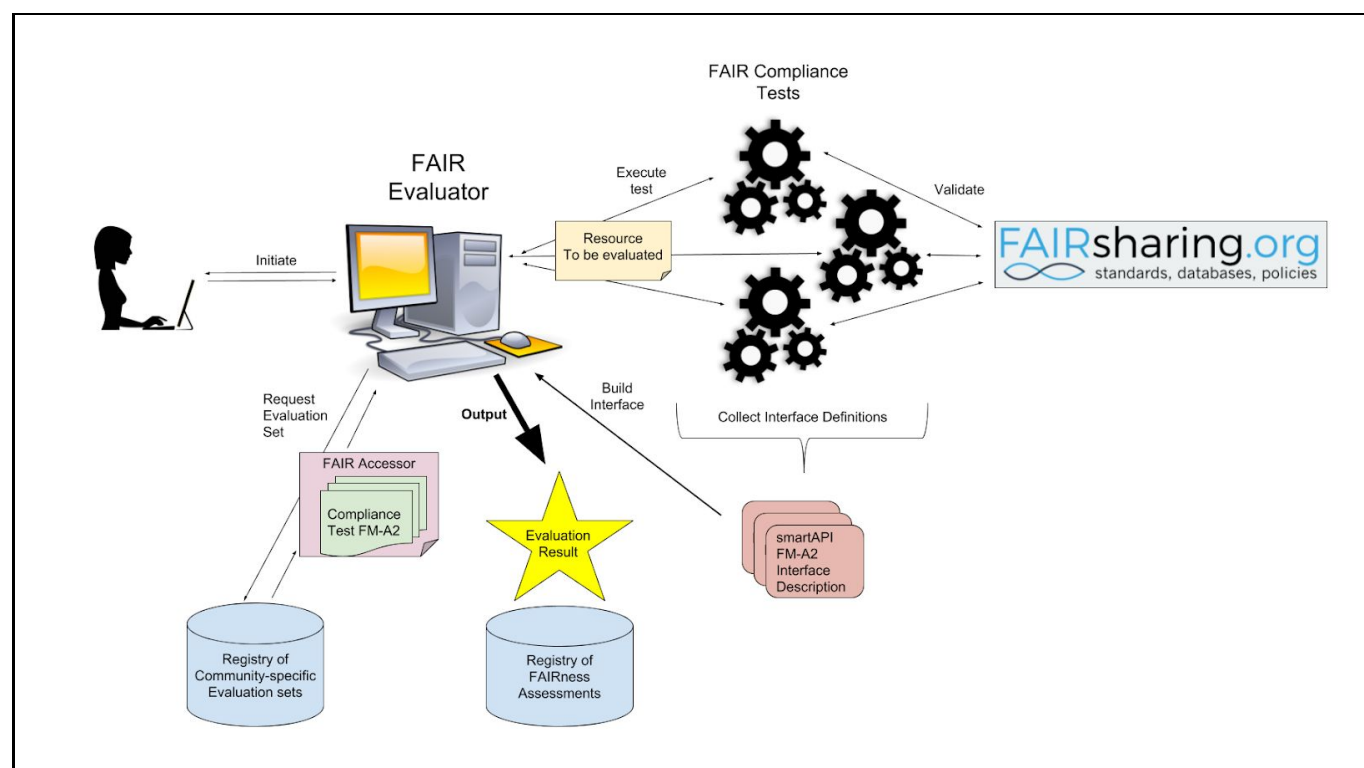 FAIR Compliance
Tests
FAIR
Evaluator
Execute
test
Validate
Resource
To be evaluated
FAIRsharing.org
standards, databases, policies
Initiate
Build
Interface
Request
Evaluation
Set
Output
Collect Interface Definitions
FAIR Accessor
Compliance
Test FM-A2
Evaluation
Result
smartAPI
FM-A2
Interface
Description
Registry of
Community-specific
Evaluation sets
Registry of
FAIRness
Assessments